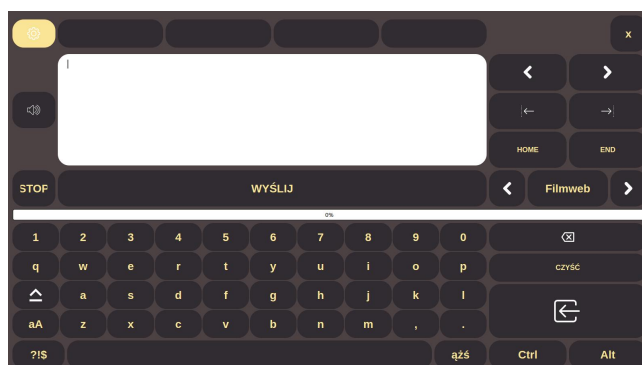 x
HOME END
STOP WYŚLIJ Filmweb
0%
1 2 3 4 5 6 7 8 9 0
q w e r t y u i o p CZYŚĆ
a s d f g h j k l
aA z x c v b n m , .
?!$ ążś Ctrl Alt